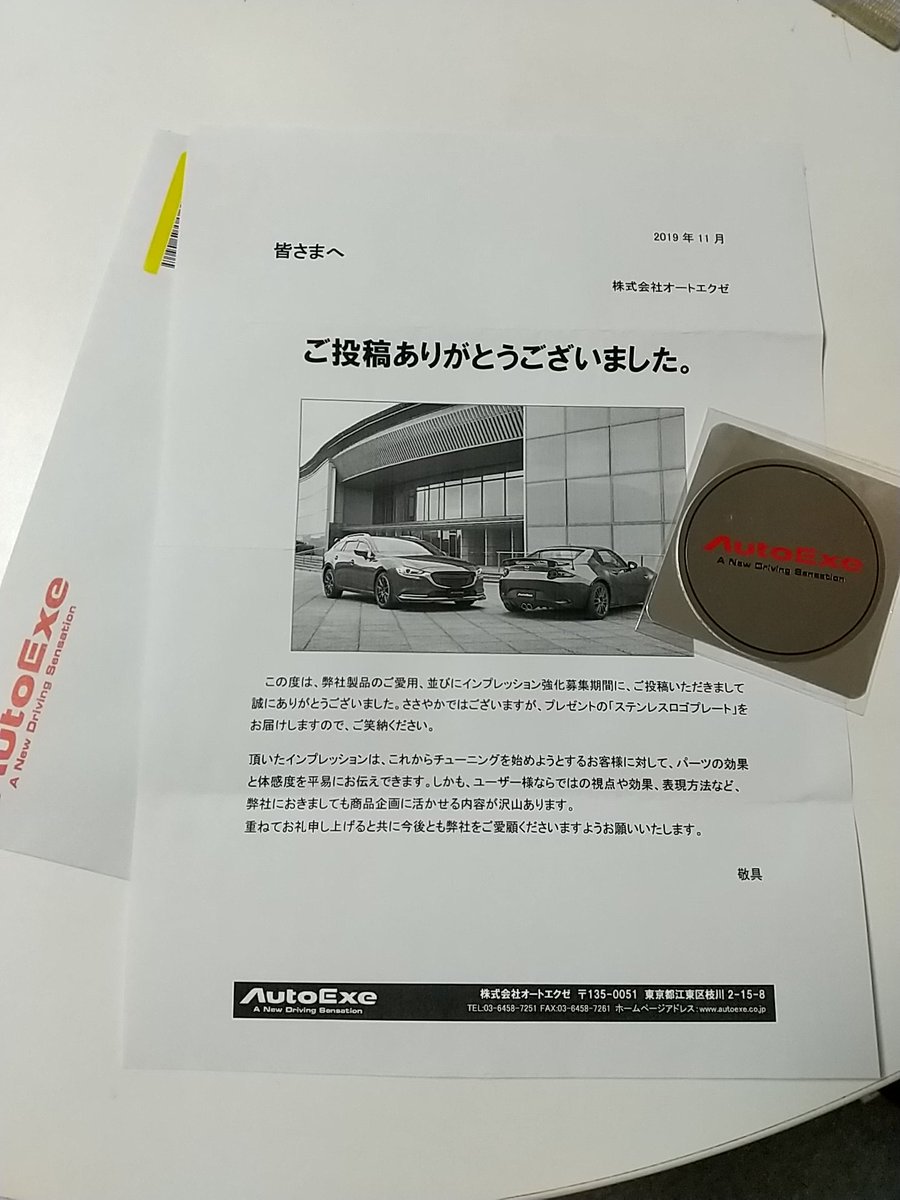 2019 年 11 月
皆さまへ
株式会社オートエクゼ
ご投稿ありがとうございました。
この度は、弊社製品のご愛用、並びにインプレッション強化募集期間に、ご投稿いただきまして
誠にありがとうございました。ささやかではございますが、プレゼントの「ステンレスロゴプレート」を
お届けしますので、ご笑納ください。
頂いたインプレッションは、これからチューニングを始めようとするお客様に対して、パーツの効果
と体感度を平易にお伝えできます。しかも、ユーザー様ならではの視点や効果、表現方法など、
弊社におきましても商品企画に活かせる内容が沢山あります。
重ねてお礼申し上げると共に今後とも弊社をご愛顧くださいますようお願いいたします。
敬具
AutoExe
A New Driving Sensation
株式会社オートエクゼ 〒135-0051 東京都江東区枝川 2-15-8
TEL:03-6458-7251 FAX:03-6458-7261 ホームページアドレス：www.autoexe.co.jp
AutoExe
A New Driving Sensation
AutoExe
A New Driving Sensation